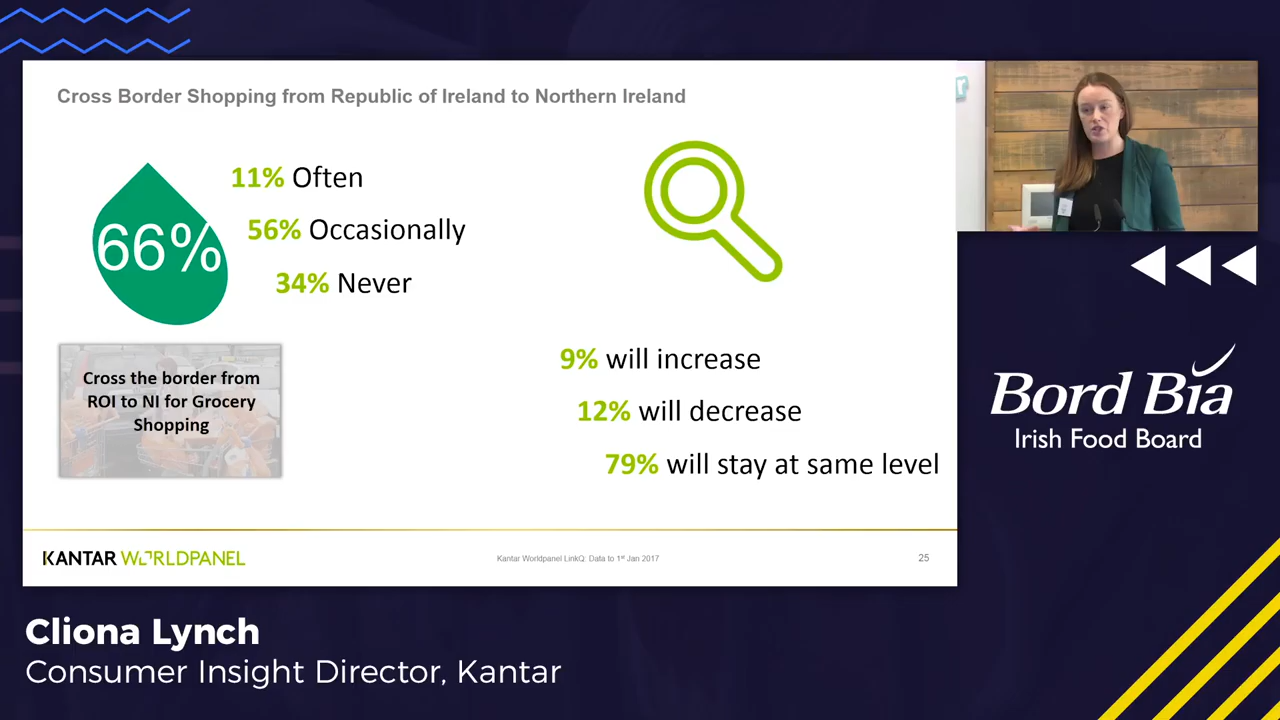 Cross Border Shopping from Republic of Ireland to Northern Ireland
66%
11% Often
56% Occasionally
34% Never
Cross the border from
ROI to NI for Grocery
Shopping
9% will increase
12% will decrease
79% will stay at same level
KANTAR WORLDPANEL
Kantar Worldpanel LinkQ: Data to 1st Jan 2017
25
Bord Bia
Irish Food Board
Cliona Lynch
Consumer Insight Director, Kantar